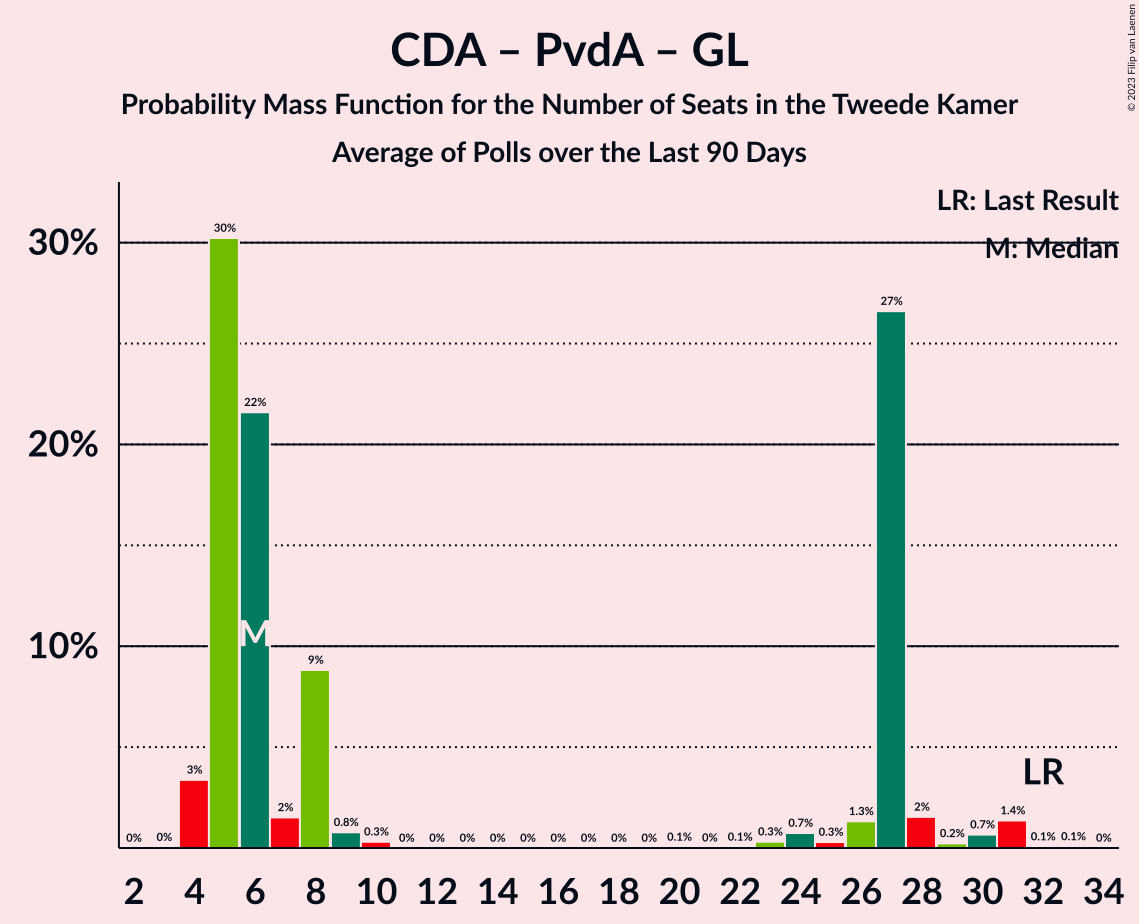 CDA – PvdA – GL
Probability Mass Function for the Number of Seats in the Tweede Kamer
Average of Polls over the Last 90 Days
© 2023 Filip van Laenen
LR: Last Result
M: Median
30%
20%
10%
0% 0% 3% 30% 22% 2% 9% 0.8% 0.3% 0% 0% 0% 0% 0% 0% 0% 0% 0% 0.1% 0% 0.1% 0.3% 0.7% 0.3% 1.3% 27% 2% 0.2% 0.7% 1.4% 0.1% 0.1% 0%
M
LR
2 4 6 8 10 12 14 16 18 20 22 24 26 28 30 32 34